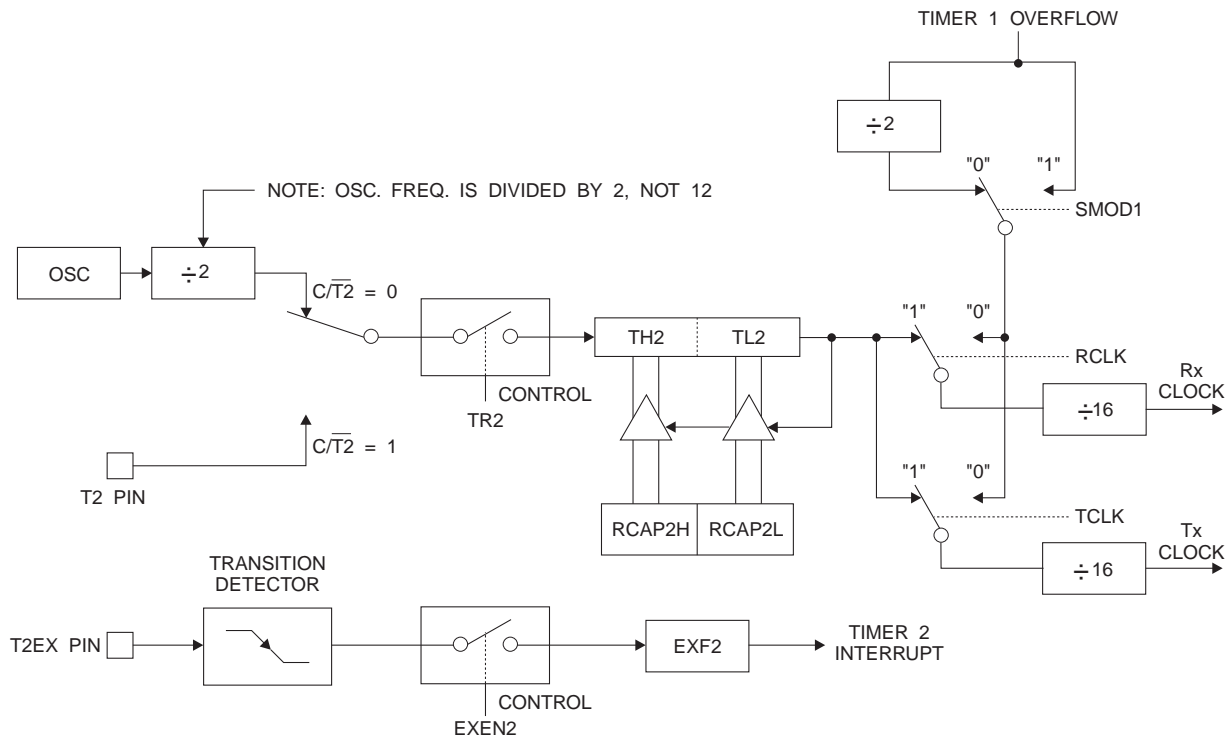 TIMER 1 OVERFLOW
÷2
"0" "1"
SMOD1
NOTE: OSC. FREQ. IS DIVIDED BY 2, NOT 12
OSC
÷2
C/T̅2̅ = 0
TH2 TL2
"1" "0"
RCLK
Rx
CLOCK
÷16
CONTROL
TR2
C/T̅2̅ = 1
T2 PIN
RCAP2H RCAP2L
"1" "0"
TCLK
Tx
CLOCK
÷16
TRANSITION
DETECTOR
T2EX PIN
EXF2
TIMER 2
INTERRUPT
CONTROL
EXEN2